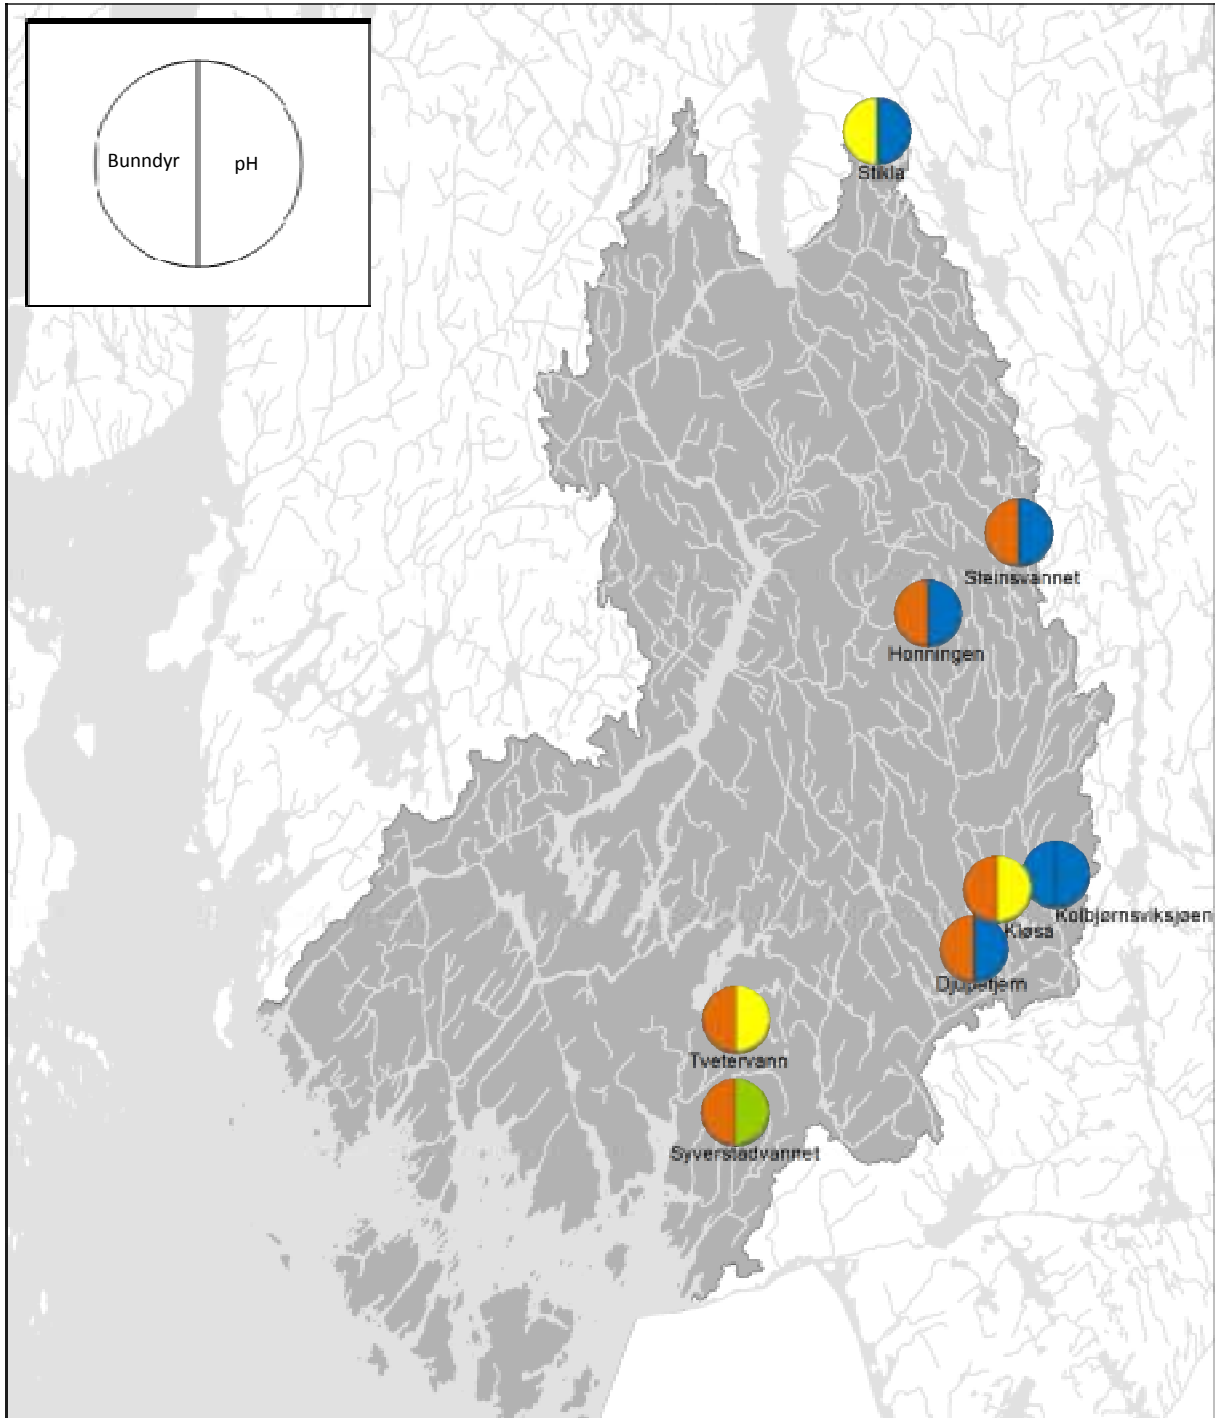 Bunndyr
pH
Stikla
Steinsvannet
Honningen
Kolbjørnsviksjøen
Kløsa
Djupetjern
Tvetervann
Syverstadvannet